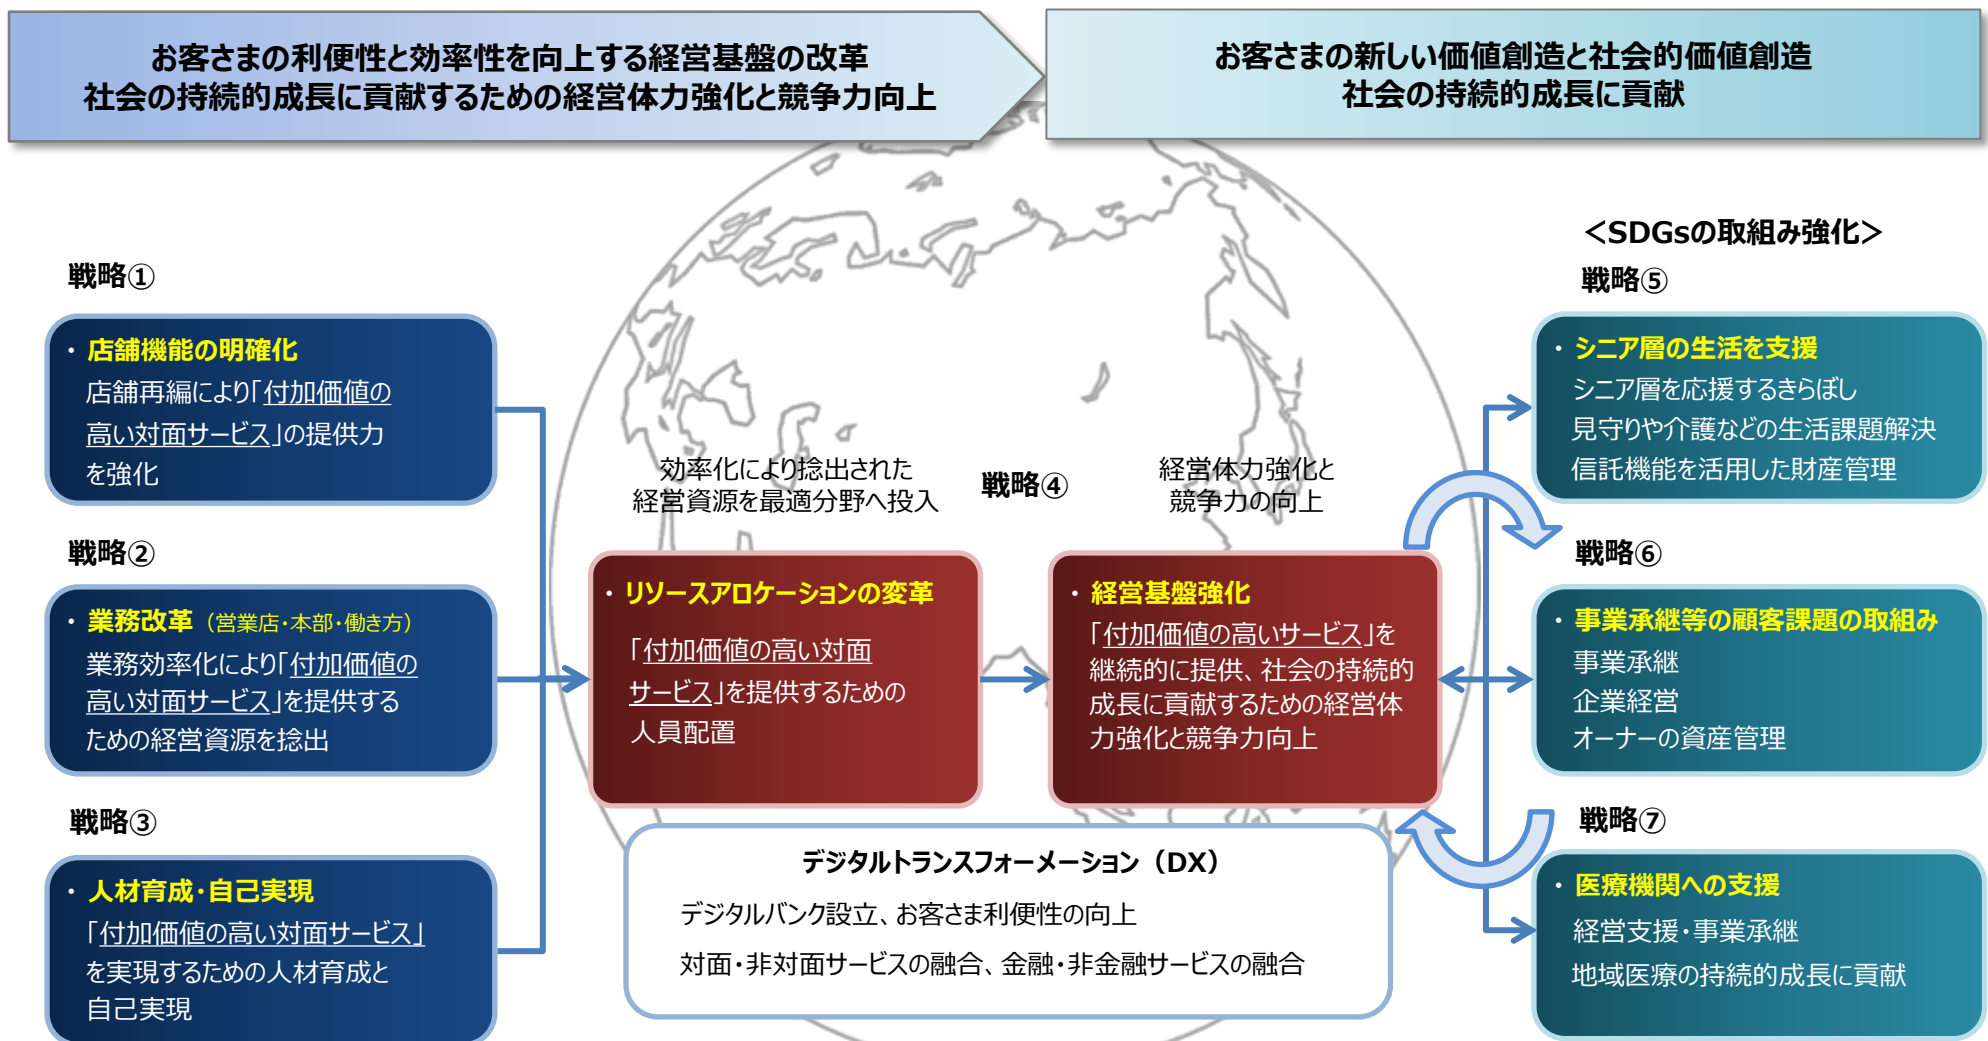 お客さまの利便性と効率性を向上する経営基盤の改革
社会の持続的成長に貢献するための経営体力強化と競争力向上
お客さまの新しい価値創造と社会的価値創造
社会の持続的成長に貢献
戦略①
・店舗機能の明確化
店舗再編により「付加価値の
高い対面サービス」の提供力
を強化
戦略②
・業務改革（営業店・本部・働き方）
業務効率化により「付加価値の
高い対面サービス」を提供する
ための経営資源を捻出
戦略③
・人材育成・自己実現
「付加価値の高い対面サービス」
を実現するための人材育成と
自己実現
効率化により捻出された
経営資源を最適分野へ投入
戦略④
経営体力強化と
競争力の向上
・リソースアロケーションの変革
「付加価値の高い対面
サービス」を提供するための
人員配置
・経営基盤強化
「付加価値の高いサービス」を
継続的に提供、社会の持続的
成長に貢献するための経営体
力強化と競争力向上
デジタルトランスフォーメーション（DX）
デジタルバンク設立、お客さま利便性の向上
対面・非対面サービスの融合、金融・非金融サービスの融合
＜SDGsの取組み強化＞
戦略⑤
・シニア層の生活を支援
シニア層を応援するきらぼし
見守りや介護などの生活課題解決
信託機能を活用した財産管理
戦略⑥
・事業承継等の顧客課題の取組み
事業承継
企業経営
オーナーの資産管理
戦略⑦
・医療機関への支援
経営支援・事業承継
地域医療の持続的成長に貢献